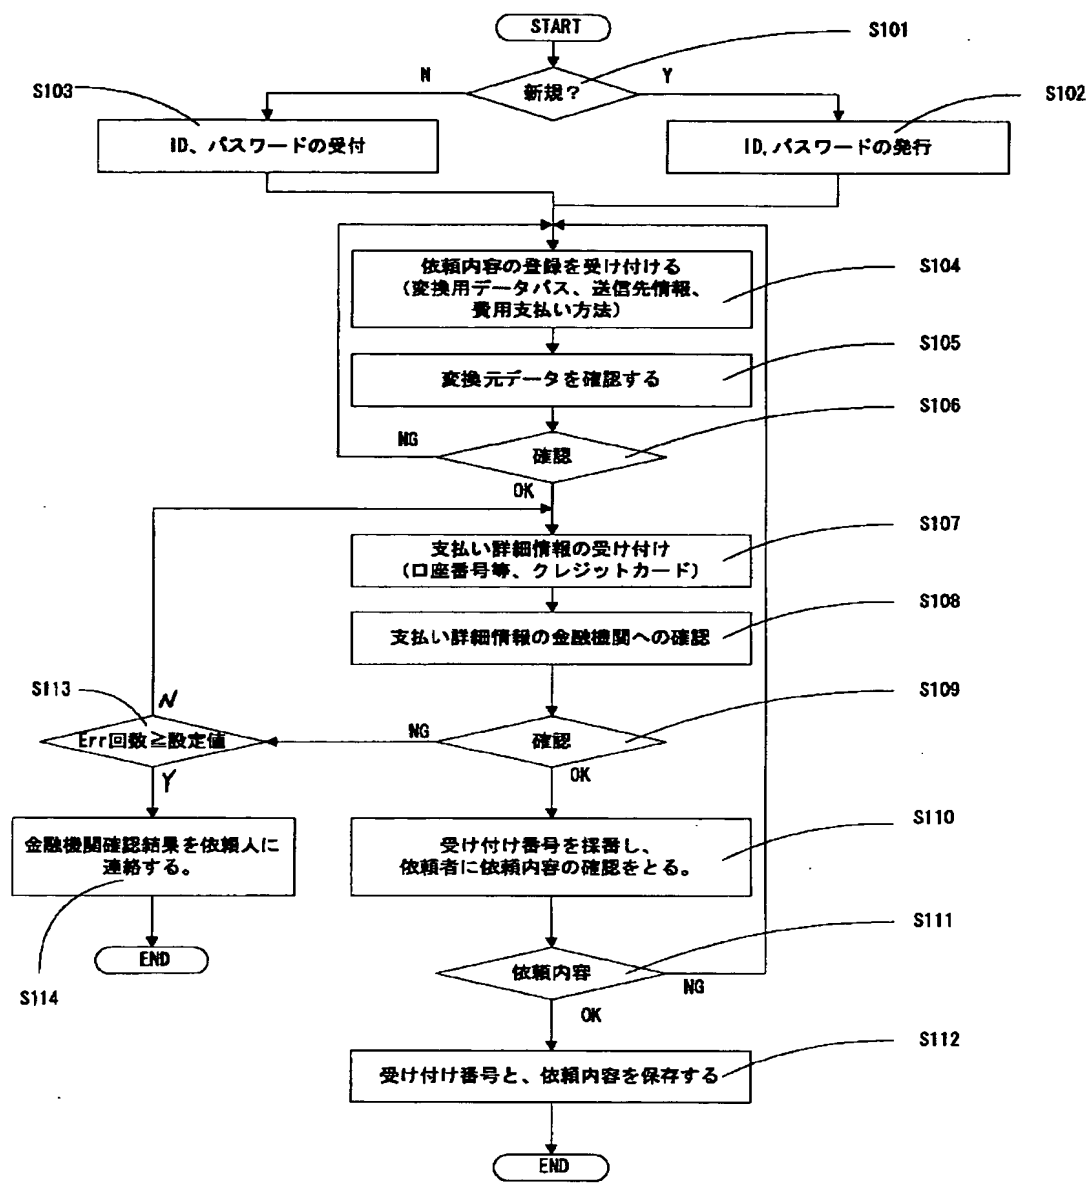 START
S101
N
Y
新規?
S103
S102
ID、パスワードの受付
ID,パスワードの発行
依頼内容の登録を受け付ける
(変換用データパス、送信先情報、
費用支払い方法)
S104
変換元データを確認する
S105
S106
NG
確認
OK
S107
支払い詳細情報の受け付け
(口座番号等、クレジットカード)
S108
支払い詳細情報の金融機関への確認
S113
N
S109
Err回数≧設定値
NG
確認
Y
OK
金融機関確認結果を依頼人に
連絡する。
受け付け番号を採番し、
依頼者に依頼内容の確認をとる。
S110
S111
END
依頼内容
NG
S114
OK
S112
受け付け番号と、依頼内容を保存する
END